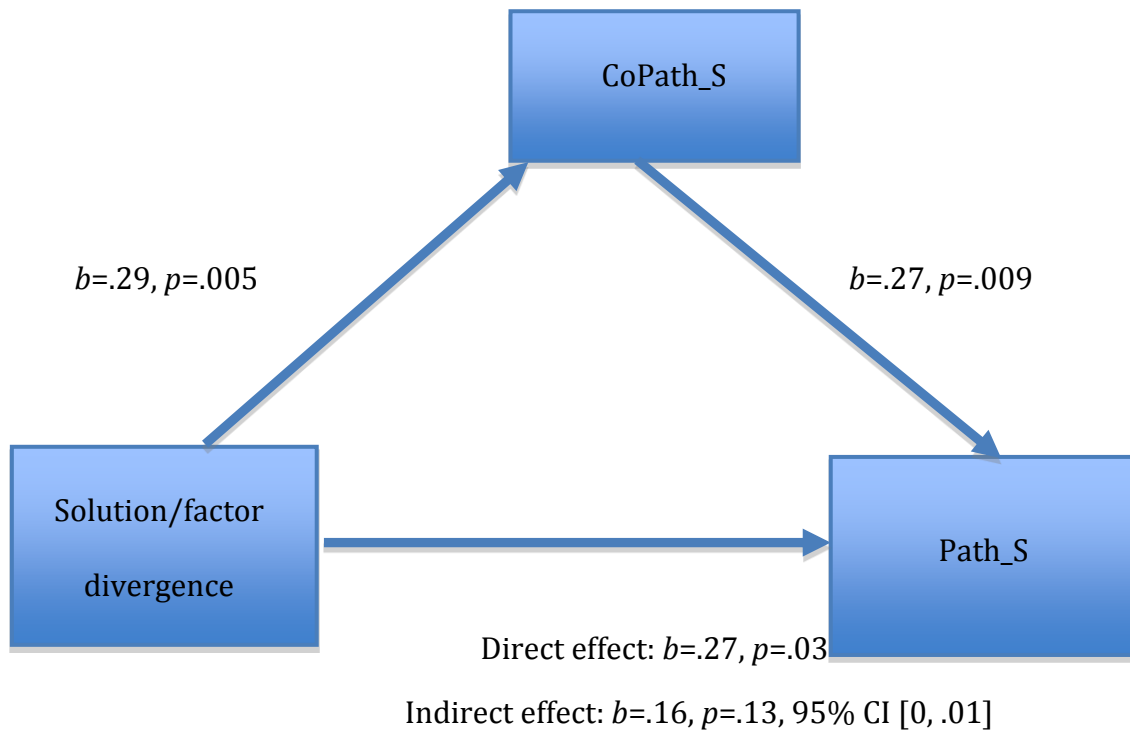 CoPath_S
b=.29, p=.005
b=.27, p=.009
Solution/factor
divergence
Path_S
Direct effect: b=.27, p=.03
Indirect effect: b=.16, p=.13, 95% CI [0, .01]